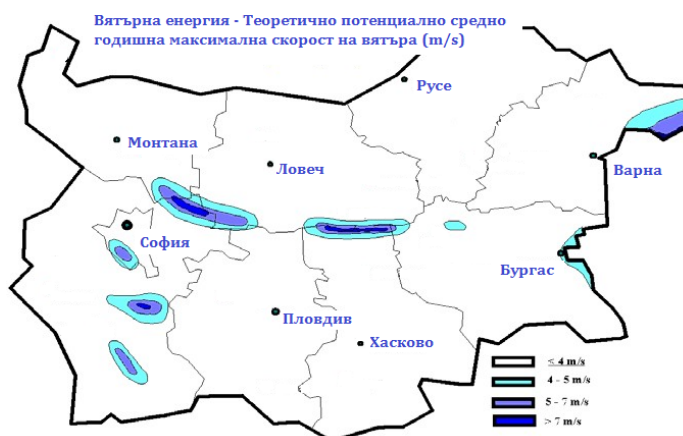 Вятърна енергия - Теоретично потенциално средно
годишна максимална скорост на вятъра (m/s)
Русе
Монтана
Ловеч
Варна
София
Бургас
Пловдив
Хасково
≤ 4 m/s
4 - 5 m/s
5 - 7 m/s
> 7 m/s